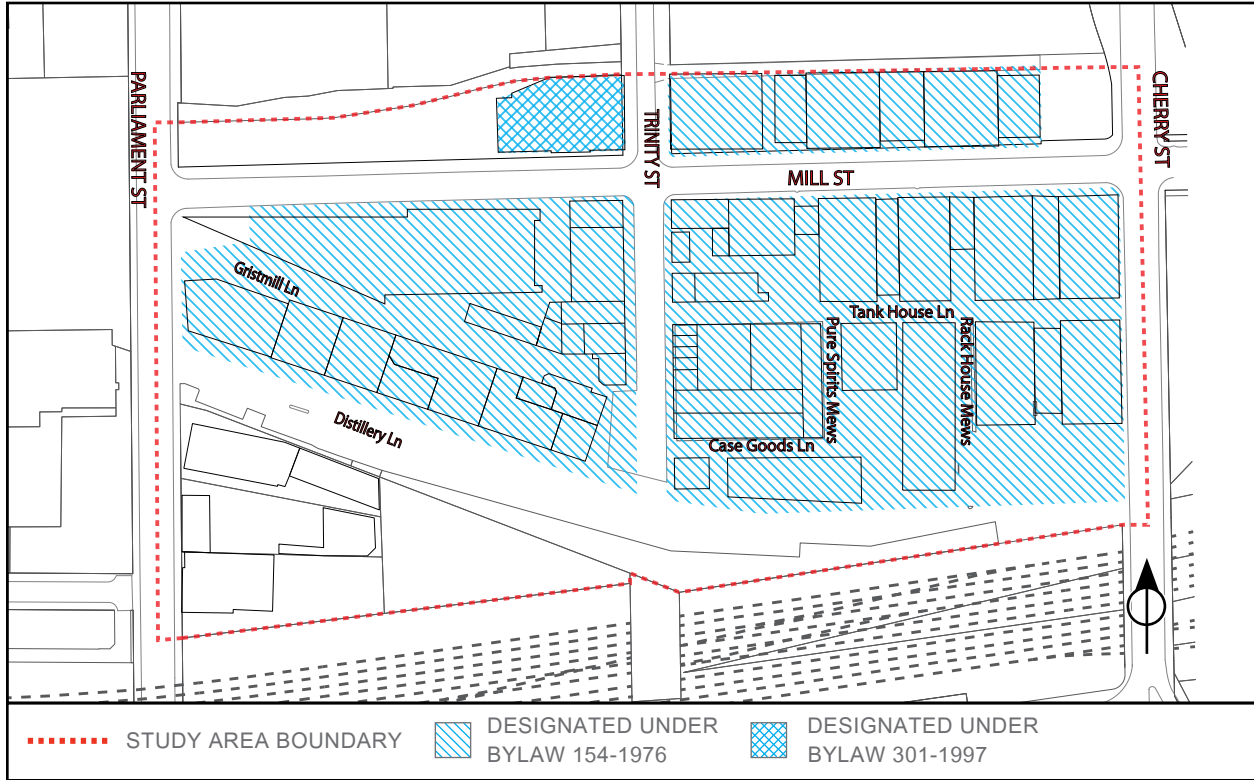 PARLIAMENT ST
TRINITY ST
CHERRY ST
MILL ST
Gristmill Ln
Tank House Ln
Pure Spirits Mews
Rack House Mews
Distillery Ln
Case Goods Ln
STUDY AREA BOUNDARY
DESIGNATED UNDER
BYLAW 154-1976
DESIGNATED UNDER
BYLAW 301-1997